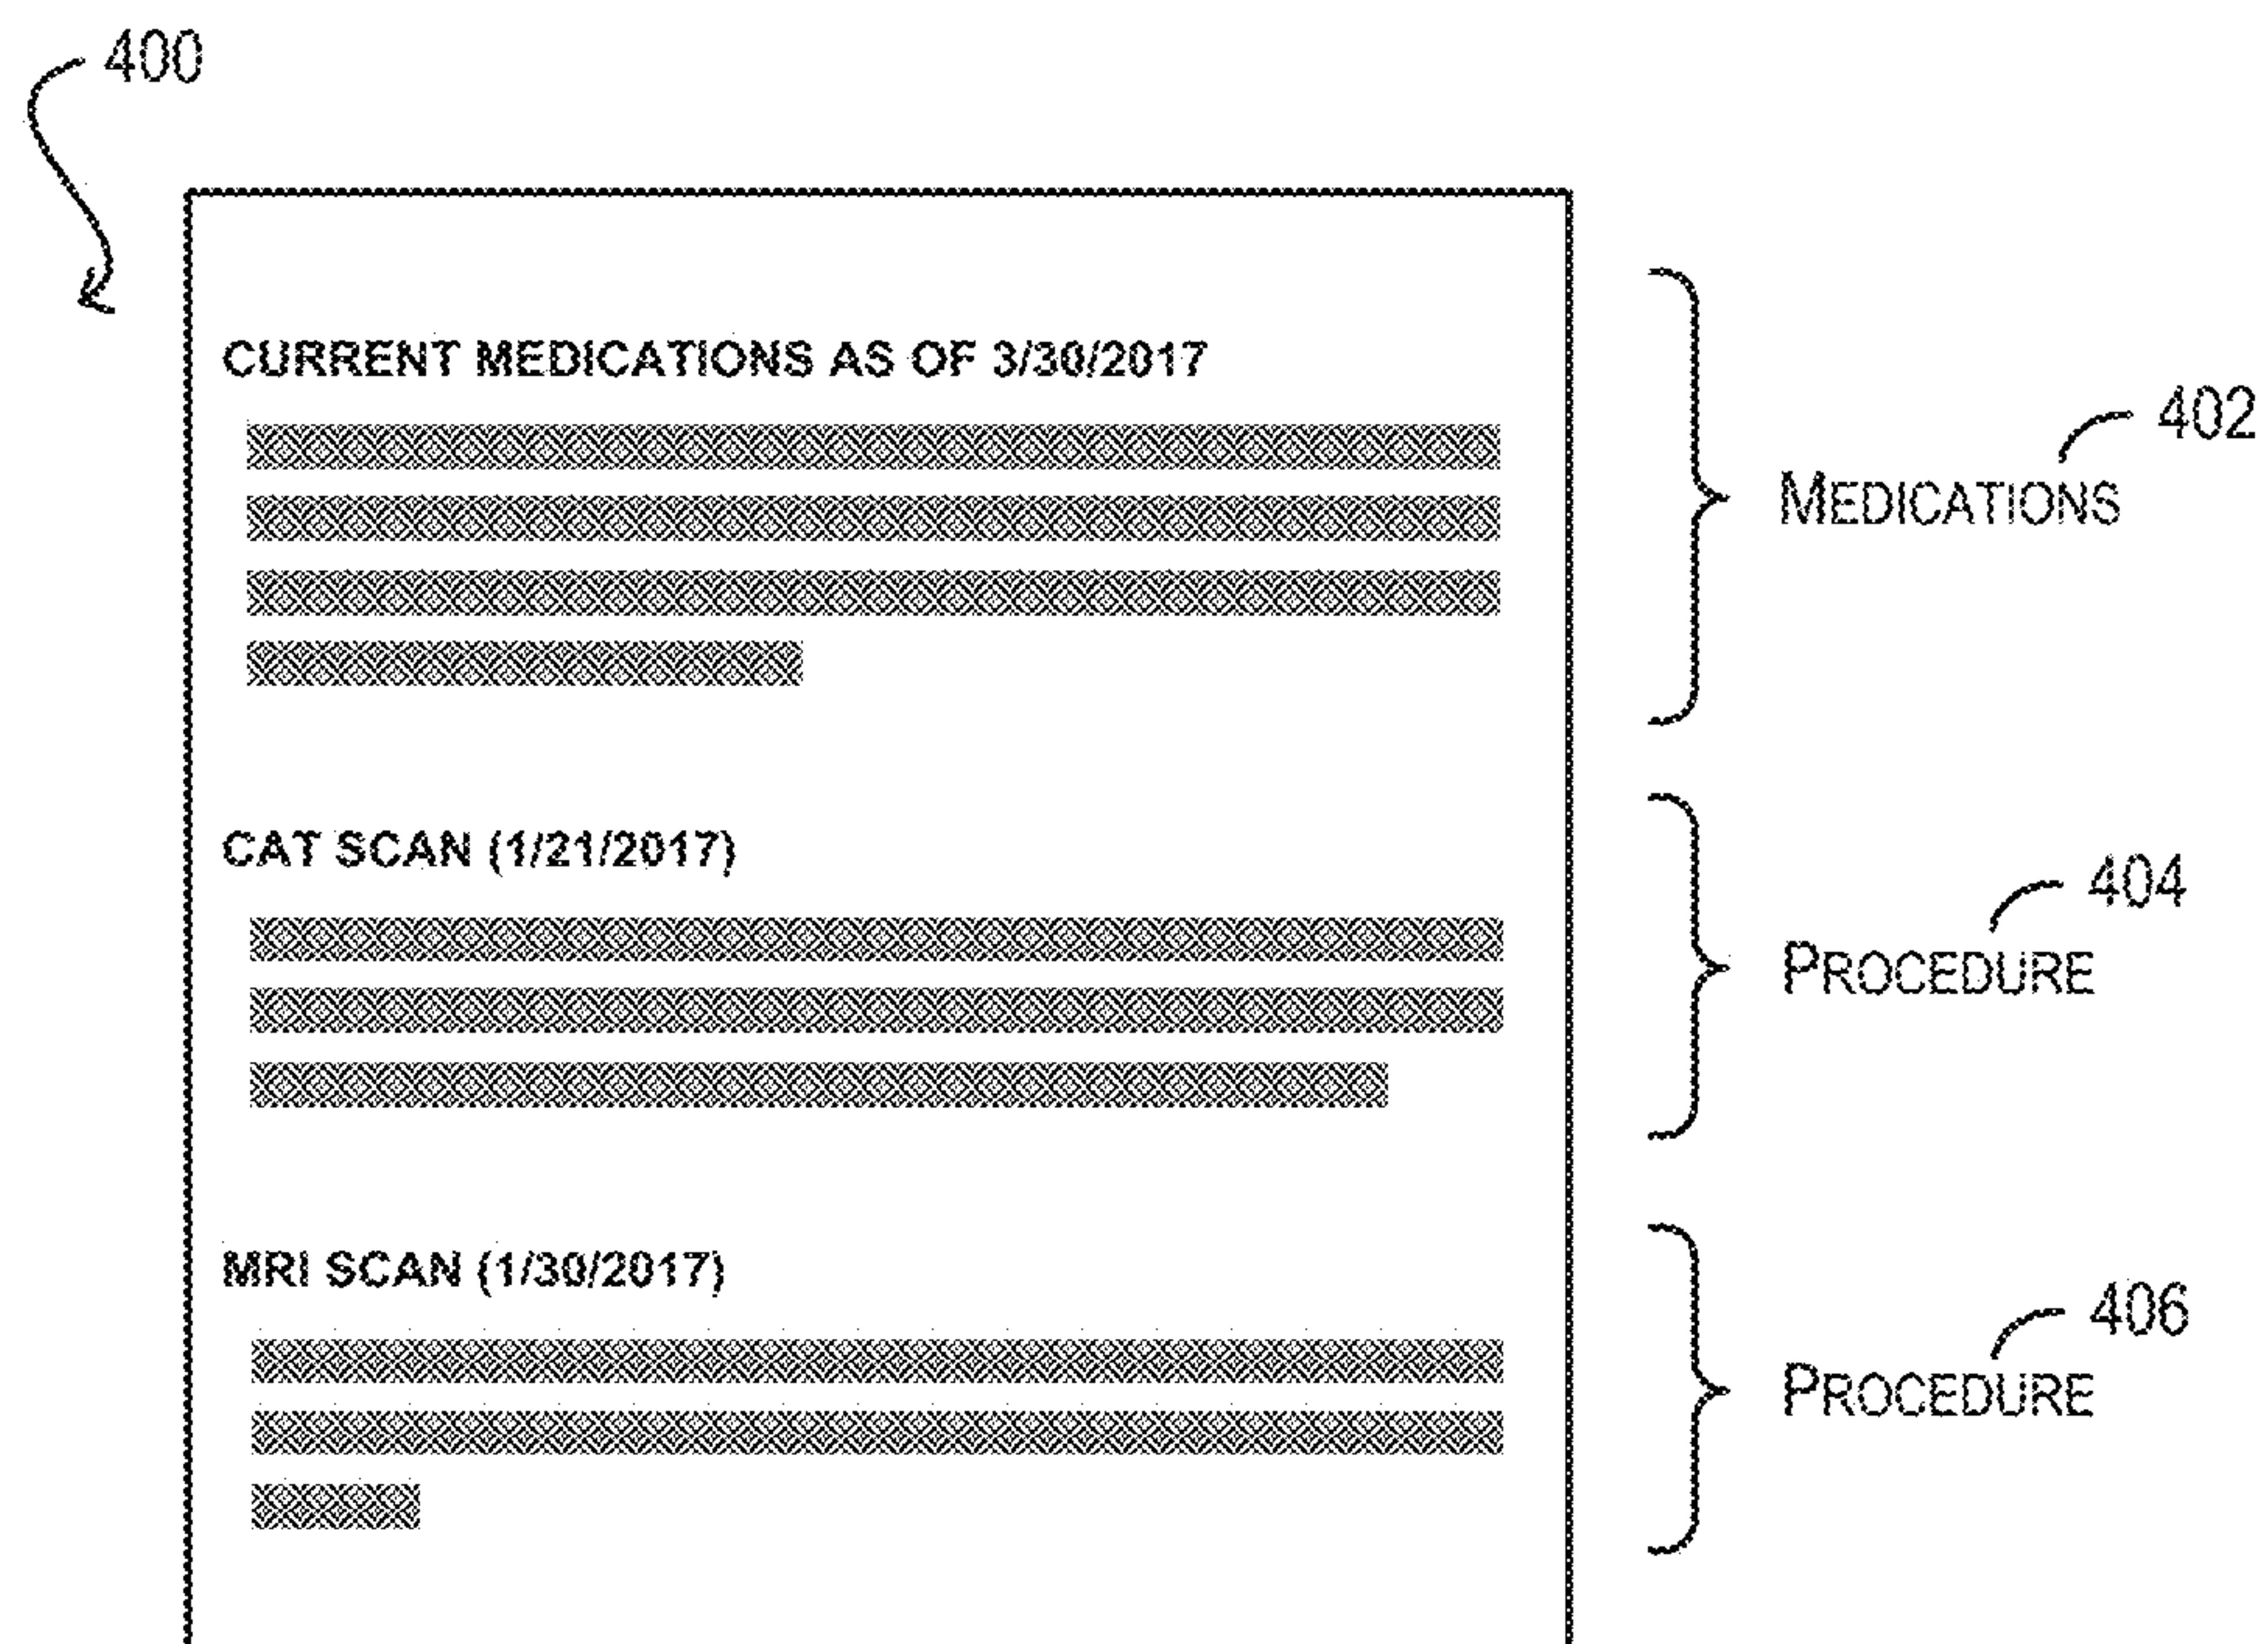 400
CURRENT MEDICATIONS AS OF 3/30/2017
402
MEDICATIONS
CAT SCAN (1/21/2017)
404
PROCEDURE
MRI SCAN (1/30/2017)
406
PROCEDURE